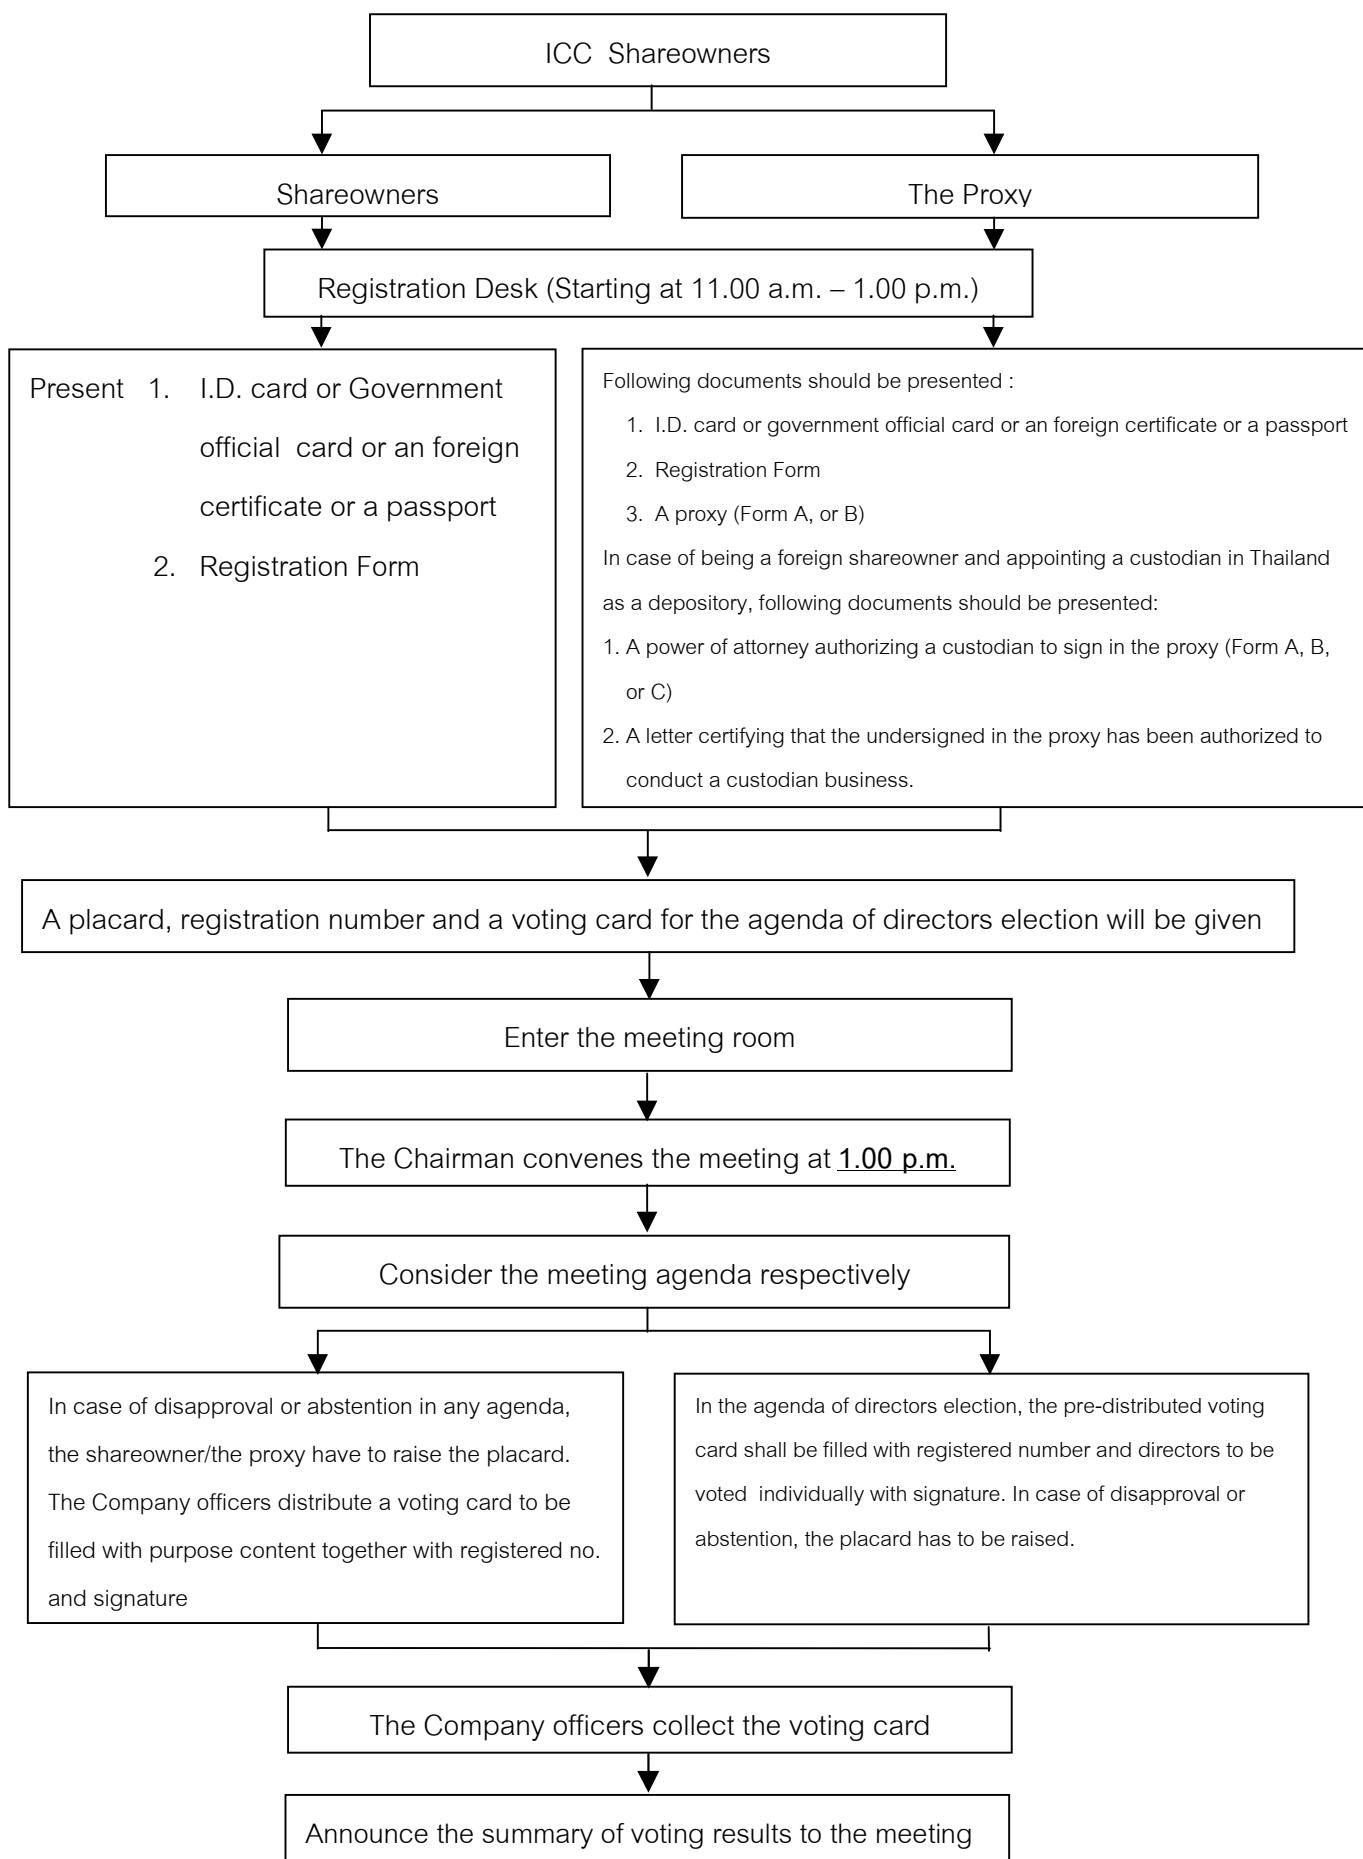 ICC Shareowners
Shareowners
The Proxy
Registration Desk (Starting at 11.00 a.m. – 1.00 p.m.)
Present 1. I.D. card or Government
official card or an foreign
certificate or a passport
2. Registration Form
Following documents should be presented :
1. I.D. card or government official card or an foreign certificate or a passport
2. Registration Form
3. A proxy (Form A, or B)
In case of being a foreign shareowner and appointing a custodian in Thailand
as a depository, following documents should be presented:
1. A power of attorney authorizing a custodian to sign in the proxy (Form A, B,
or C)
2. A letter certifying that the undersigned in the proxy has been authorized to
conduct a custodian business.
A placard, registration number and a voting card for the agenda of directors election will be given
Enter the meeting room
The Chairman convenes the meeting at 1.00 p.m.
Consider the meeting agenda respectively
In case of disapproval or abstention in any agenda,
the shareowner/the proxy have to raise the placard.
The Company officers distribute a voting card to be
filled with purpose content together with registered no.
and signature
In the agenda of directors election, the pre-distributed voting
card shall be filled with registered number and directors to be
voted individually with signature. In case of disapproval or
abstention, the placard has to be raised.
The Company officers collect the voting card
Announce the summary of voting results to the meeting